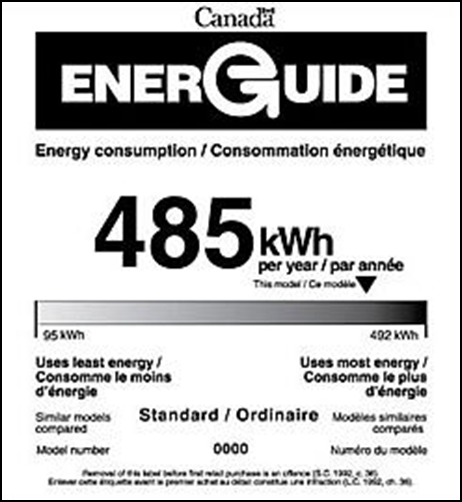 Canada
ENERGUIDE
Energy consumption / Consommation énergétique
485 kWh
per year / par année
This model / Ce modèle
95 kWh 492 kWh
Uses least energy / Uses most energy /
Consomme le moins Consomme le plus
d'énergie d'énergie
Similar models Standard / Ordinaire Modèles similaires
compared comparés
Model number 0000 Numéro du modèle
Removal of this label before first retail purchase is an offence (S.C. 1992, c. 36).
Enlever cette étiquette avant le premier achat au détail constitue une infraction (L.C. 1992, ch. 36).